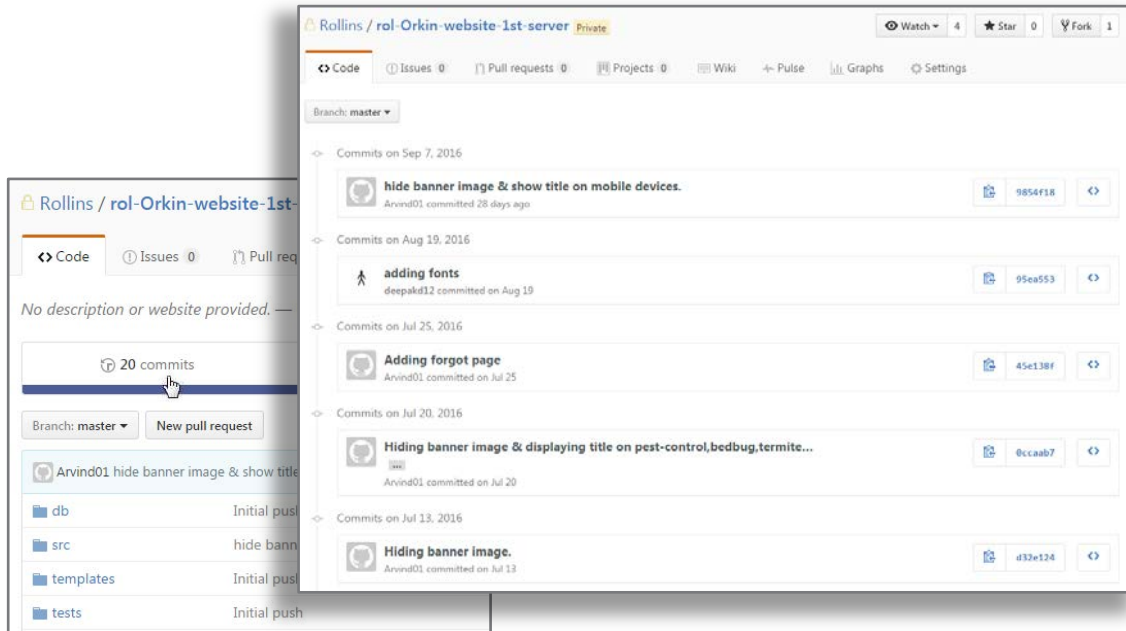 Rollins / rol-Orkin-website-1st-server Private
Watch 4 Star 0 Fork 1
Code Issues 0 Pull requests 0 Projects 0 Wiki Pulse Graphs Settings
Branch: master
Commits on Sep 7, 2016
hide banner image & show title on mobile devices.
Arvind01 committed 28 days ago
9854f18
Commits on Aug 19, 2016
adding fonts
deepakd12 committed on Aug 19
95ea553
Commits on Jul 25, 2016
Adding forgot page
Arvind01 committed on Jul 25
45e138f
Commits on Jul 20, 2016
Hiding banner image & displaying title on pest-control,bedbug,termite...
...
Arvind01 committed on Jul 20
0ccaab7
Commits on Jul 13, 2016
Hiding banner image.
Arvind01 committed on Jul 13
d32e124
Rollins / rol-Orkin-website-1st-
Code Issues 0 Pull req
No description or website provided. —
20 commits
Branch: master New pull request
Arvind01 hide banner image & show title
db Initial push
src hide bann
templates Initial push
tests Initial push